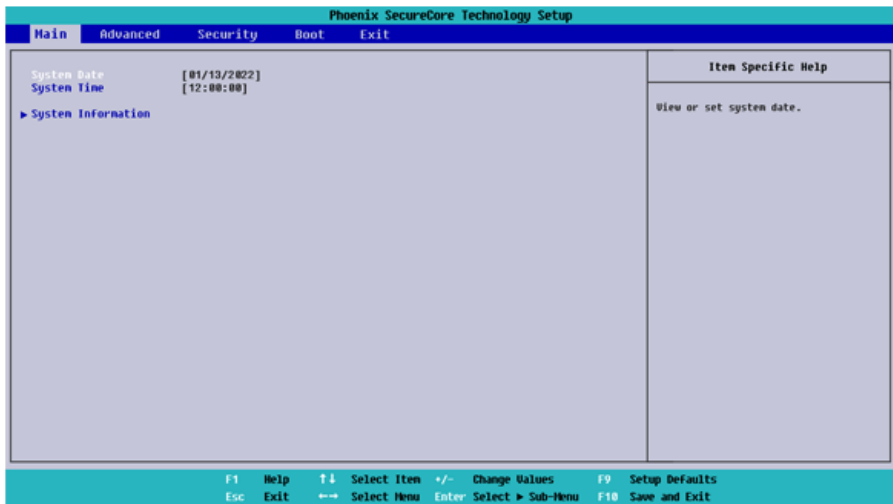 Phoenix SecureCore Technology Setup
Main Advanced Security Boot Exit
System Date [01/13/2022]
System Time [12:00:00]
▶ System Information
Item Specific Help
View or set system date.
F1 Help ↑↓ Select Item +/- Change Values F9 Setup Defaults
Esc Exit ←→ Select Menu Enter Select ▶ Sub-Menu F10 Save and Exit